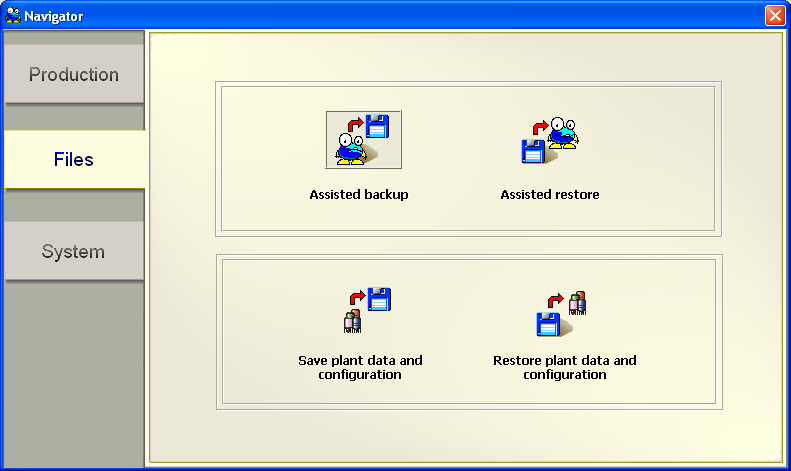 Navigator
Production
Files
System
Assisted backup
Assisted restore
Save plant data and
configuration
Restore plant data and
configuration